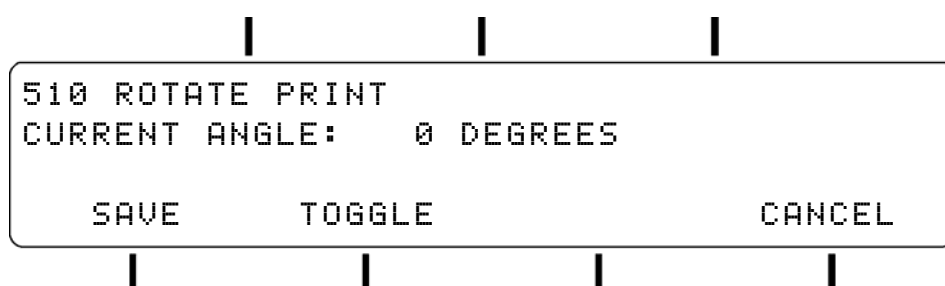 510 ROTATE PRINT
CURRENT ANGLE: 0 DEGREES
SAVE TOGGLE CANCEL